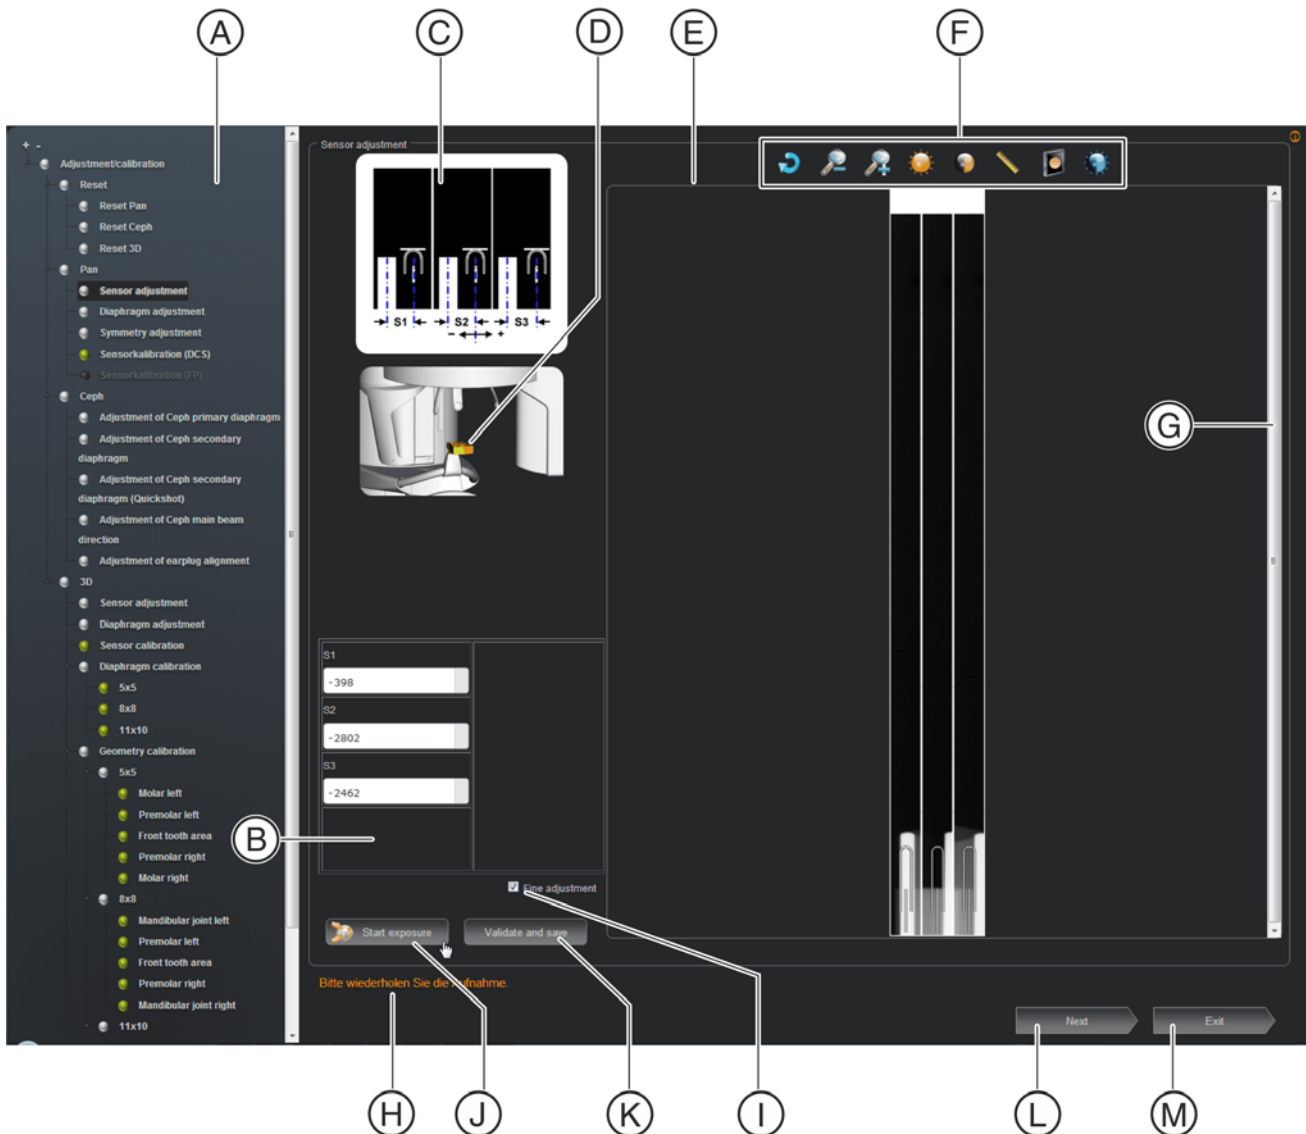 A
C
D
E
F
+ -
Adjustment/calibration
Reset
Reset Pan
Reset Ceph
Reset 3D
Pan
Sensor adjustment
Diaphragm adjustment
Symmetry adjustment
Sensorkalibration (DCS)
Sensorkalibration (FP)
Ceph
Adjustment of Ceph primary diaphragm
Adjustment of Ceph secondary
diaphragm
Adjustment of Ceph secondary
diaphragm (Quickshot)
Adjustment of Ceph main beam
direction
Adjustment of earplug alignment
3D
Sensor adjustment
Diaphragm adjustment
Sensor calibration
Diaphragm calibration
5x5
8x8
11x10
Geometry calibration
5x5
Molar left
Premolar left
Front tooth area
Premolar right
Molar right
8x8
Mandibular joint left
Premolar left
Front tooth area
Premolar right
Mandibular joint right
11x10
Sensor adjustment
S1 S2 S3
- +
G
S1
-398
S2
-2802
S3
-2462
B
Fine adjustment
Start exposure
Validate and save
Bitte wiederholen Sie die Aufnahme.
Next
Exit
H
J
K
I
L
M